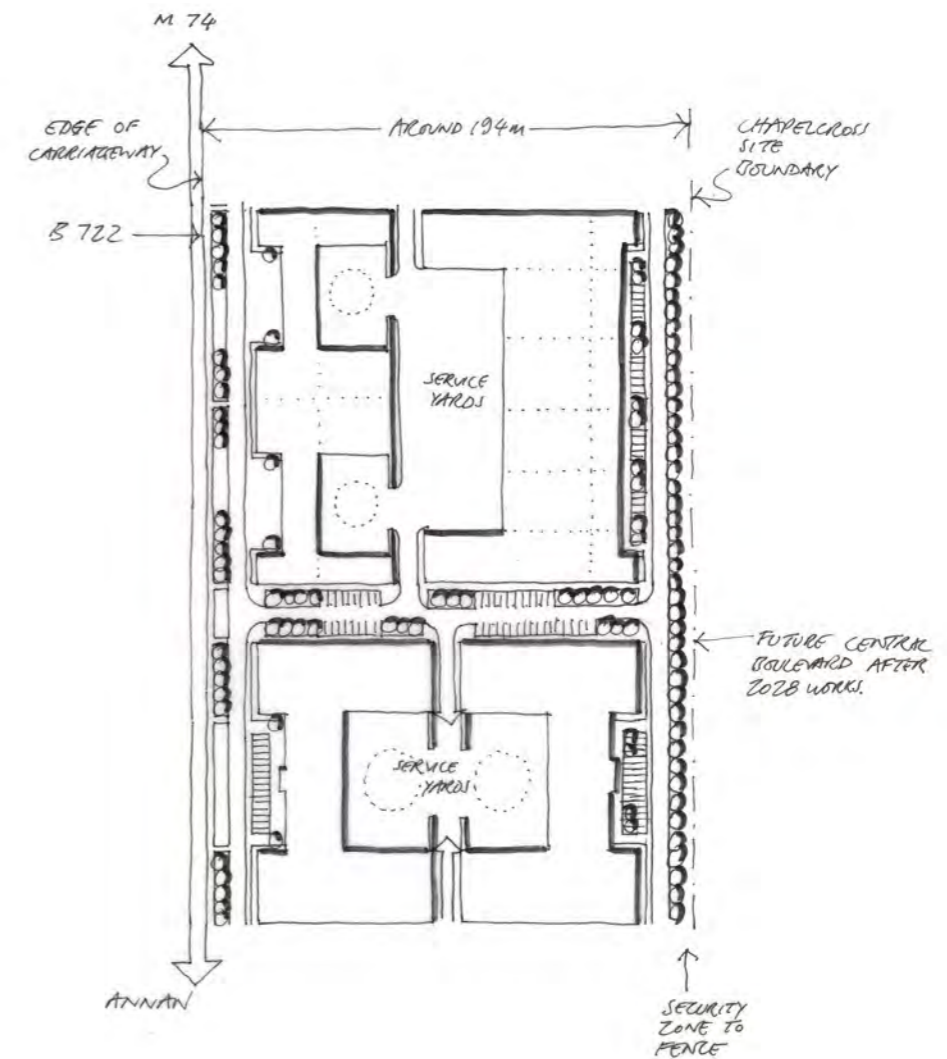 M 74
EDGE OF
CARRIAGEWAY
AROUND 194m
CHAPELCROSS
SITE
BOUNDARY
B 722
SERVICE
YARDS
FUTURE CENTRAL
BOULEVARD AFTER
2028 WORKS.
SERVICE
YARDS
ANNAN
SECURITY
ZONE TO
FENCE